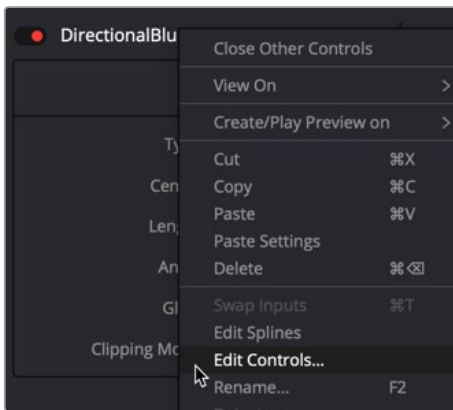 DirectionalBlu
Close Other Controls
View On >
Create/Play Preview on >
Ty
Cut ⌘X
Cen
Copy ⌘C
Paste ⌘V
Len
Paste Settings
An
Delete ⌘⌫
Gl
Swap Inputs ⌘T
Edit Splines
Clipping Mo
Edit Controls...
Rename... F2